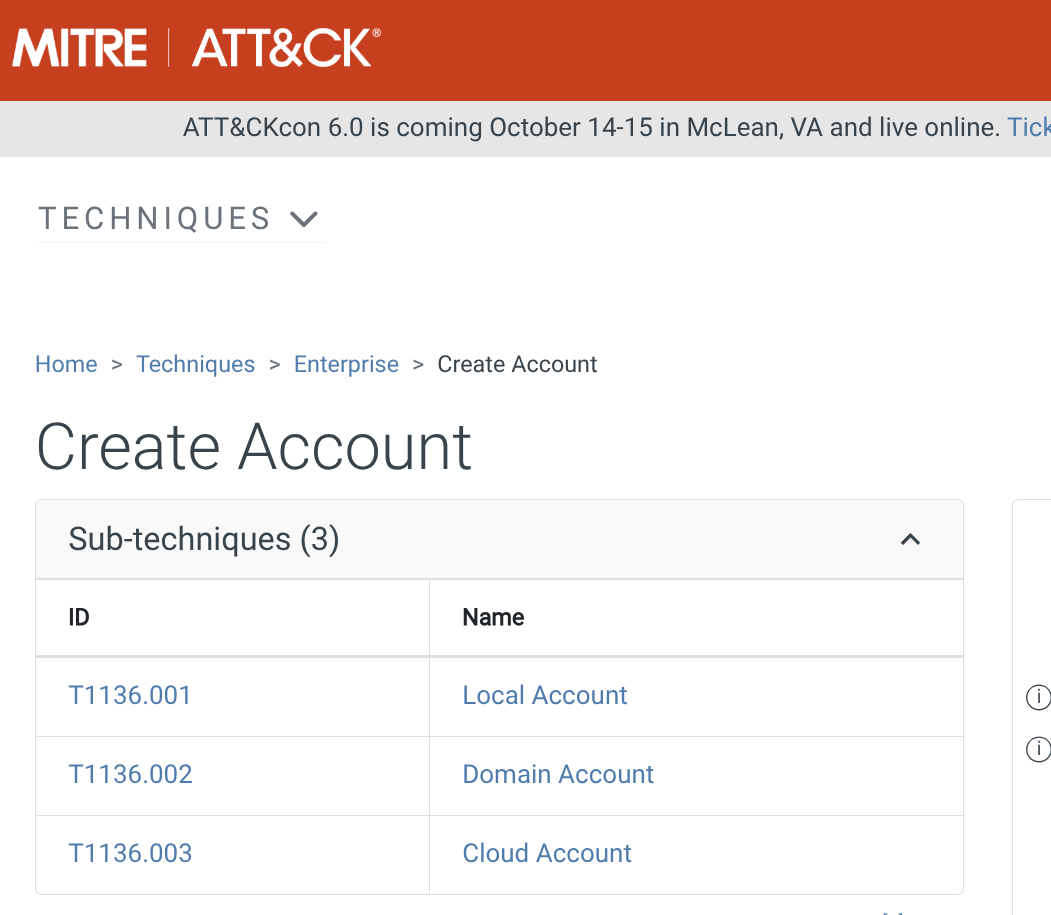 MITRE | ATT&CK®
ATT&CKcon 6.0 is coming October 14-15 in McLean, VA and live online. Tick
TECHNIQUES
Home > Techniques > Enterprise > Create Account
Create Account
Sub-techniques (3)
ID Name
T1136.001 Local Account
T1136.002 Domain Account
T1136.003 Cloud Account